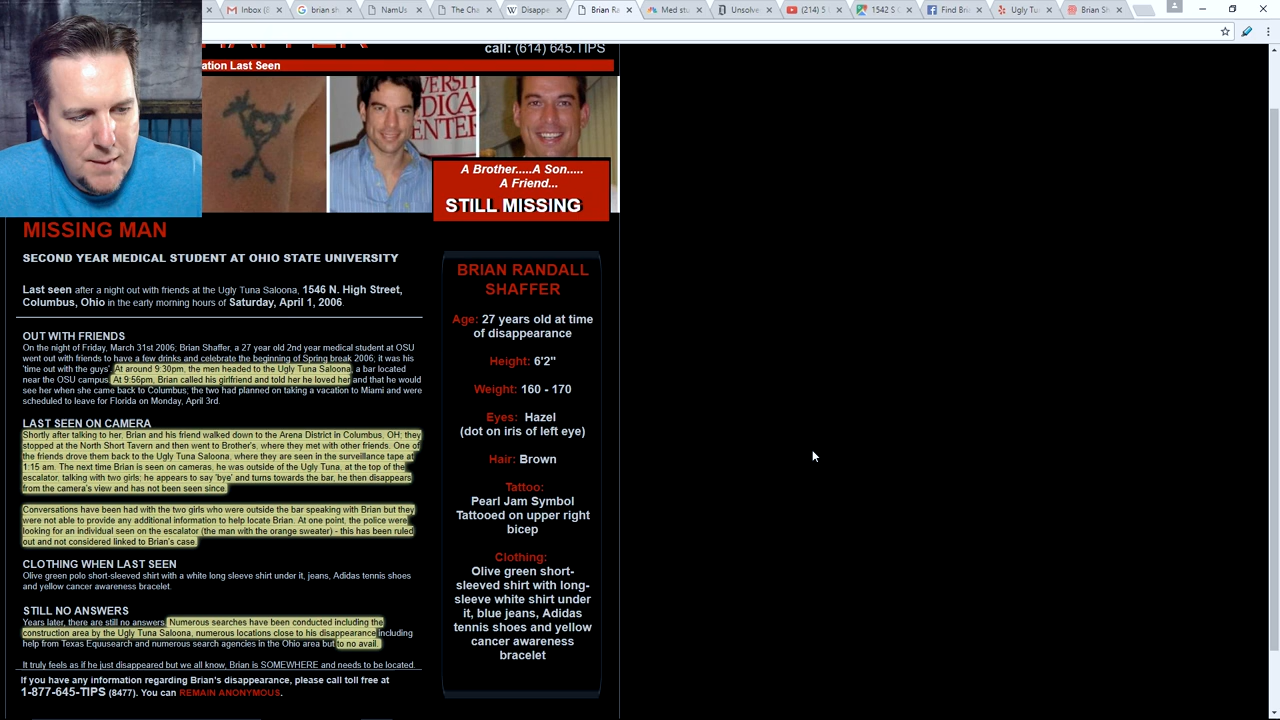 Inbox (8
brian sh
NamUs
The Cha
Disappe
Brian Ra
Med stu
Unsolve
(214) S
1542 S
Find Bri
Ugly Tu
Brian Sh
call: (614) 645.TIPS
ation Last Seen
VERSIT
DICA
ENTER
A Brother.....A Son.....
A Friend...
STILL MISSING
MISSING MAN
SECOND YEAR MEDICAL STUDENT AT OHIO STATE UNIVERSITY
Last seen after a night out with friends at the Ugly Tuna Saloona, 1546 N. High Street,
Columbus, Ohio in the early morning hours of Saturday, April 1, 2006.
OUT WITH FRIENDS
On the night of Friday, March 31st 2006; Brian Shaffer, a 27 year old 2nd year medical student at OSU
went out with friends to have a few drinks and celebrate the beginning of Spring break 2006; it was his
'time out with the guys'. At around 9:30pm, the men headed to the Ugly Tuna Saloona, a bar located
near the OSU campus. At 9:56pm, Brian called his girlfriend and told her he loved her and that he would
see her when she came back to Columbus; the two had planned on taking a vacation to Miami and were
scheduled to leave for Florida on Monday, April 3rd.
LAST SEEN ON CAMERA
Shortly after talking to her, Brian and his friend walked down to the Arena District in Columbus, OH; they
stopped at the North Short Tavern and then went to Brother's, where they met with other friends. One of
the friends drove them back to the Ugly Tuna Saloona, where they are seen in the surveillance tape at
1:15 am. The next time Brian is seen on cameras, he was outside of the Ugly Tuna, at the top of the
escalator, talking with two girls; he appears to say 'bye' and turns towards the bar, he then disappears
from the camera's view and has not been seen since.
Conversations have been had with the two girls who were outside the bar speaking with Brian but they
were not able to provide any additional information to help locate Brian. At one point, the police were
looking for an individual seen on the escalator (the man with the orange sweater) - this has been ruled
out and not considered linked to Brian's case.
CLOTHING WHEN LAST SEEN
Olive green polo short-sleeved shirt with a white long sleeve shirt under it, jeans, Adidas tennis shoes
and yellow cancer awareness bracelet.
STILL NO ANSWERS
Years later, there are still no answers. Numerous searches have been conducted including the
construction area by the Ugly Tuna Saloona, numerous locations close to his disappearance including
help from Texas Equusearch and numerous search agencies in the Ohio area but to no avail.
It truly feels as if he just disappeared but we all know, Brian is SOMEWHERE and needs to be located.
If you have any information regarding Brian's disappearance, please call toll free at
1-877-645-TIPS (8477). You can REMAIN ANONYMOUS.
BRIAN RANDALL
SHAFFER
Age: 27 years old at time
of disappearance
Height: 6'2"
Weight: 160 - 170
Eyes: Hazel
(dot on iris of left eye)
Hair: Brown
Tattoo:
Pearl Jam Symbol
Tattooed on upper right
bicep
Clothing:
Olive green short-
sleeved shirt with long-
sleeve white shirt under
it, blue jeans, Adidas
tennis shoes and yellow
cancer awareness
bracelet